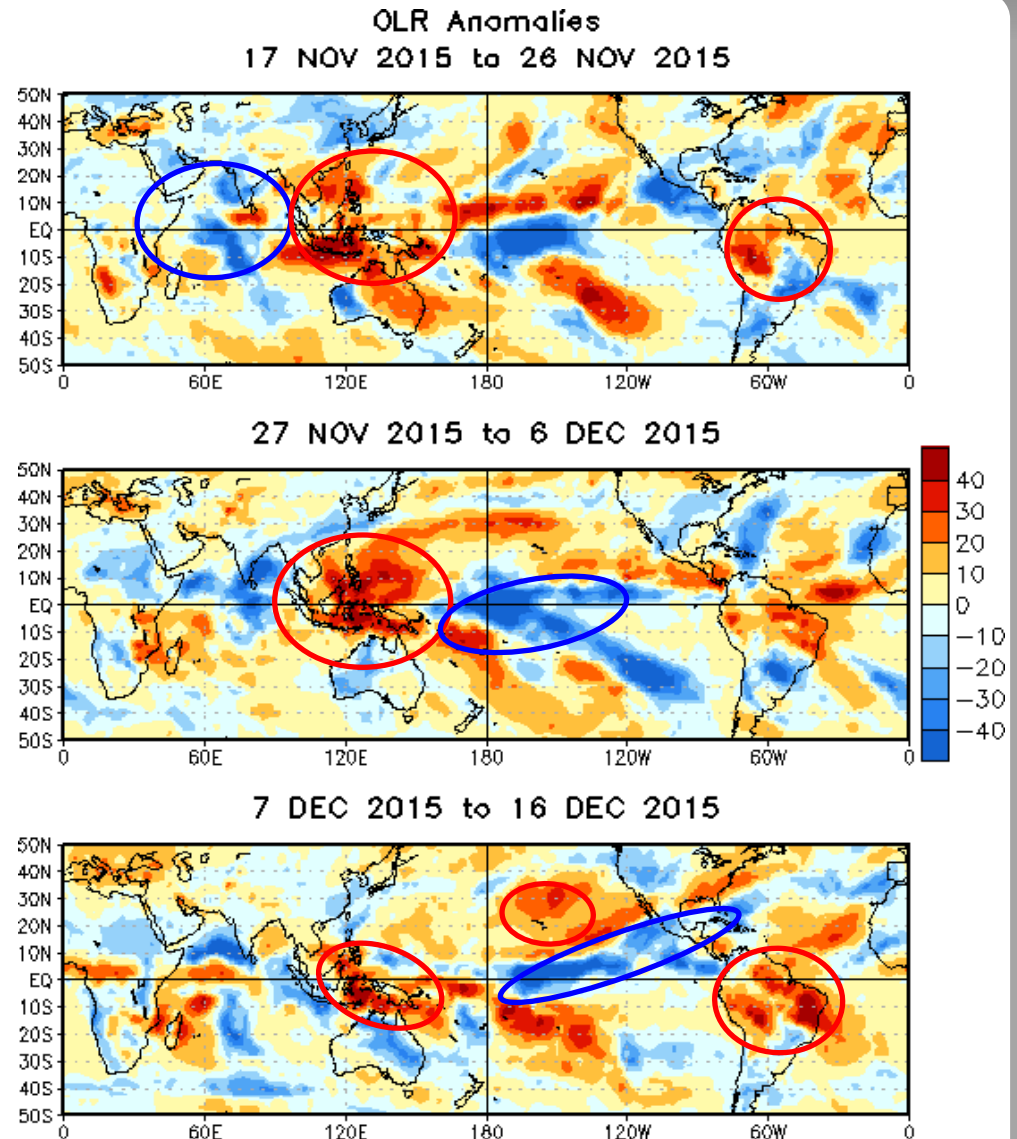 OLR Anomalies
17 NOV 2015 to 26 NOV 2015
50N
40N
30N
20N
10N
EQ
10S
20S
30S
40S
50S
0 60E 120E 180 120W 60W 0
27 NOV 2015 to 6 DEC 2015
50N
40N
30N
20N
10N
EQ
10S
20S
30S
40S
50S
0 60E 120E 180 120W 60W 0
40
30
20
10
0
-10
-20
-30
-40
7 DEC 2015 to 16 DEC 2015
50N
40N
30N
20N
10N
EQ
10S
20S
30S
40S
50S
0 60E 120E 180 120W 60W 0